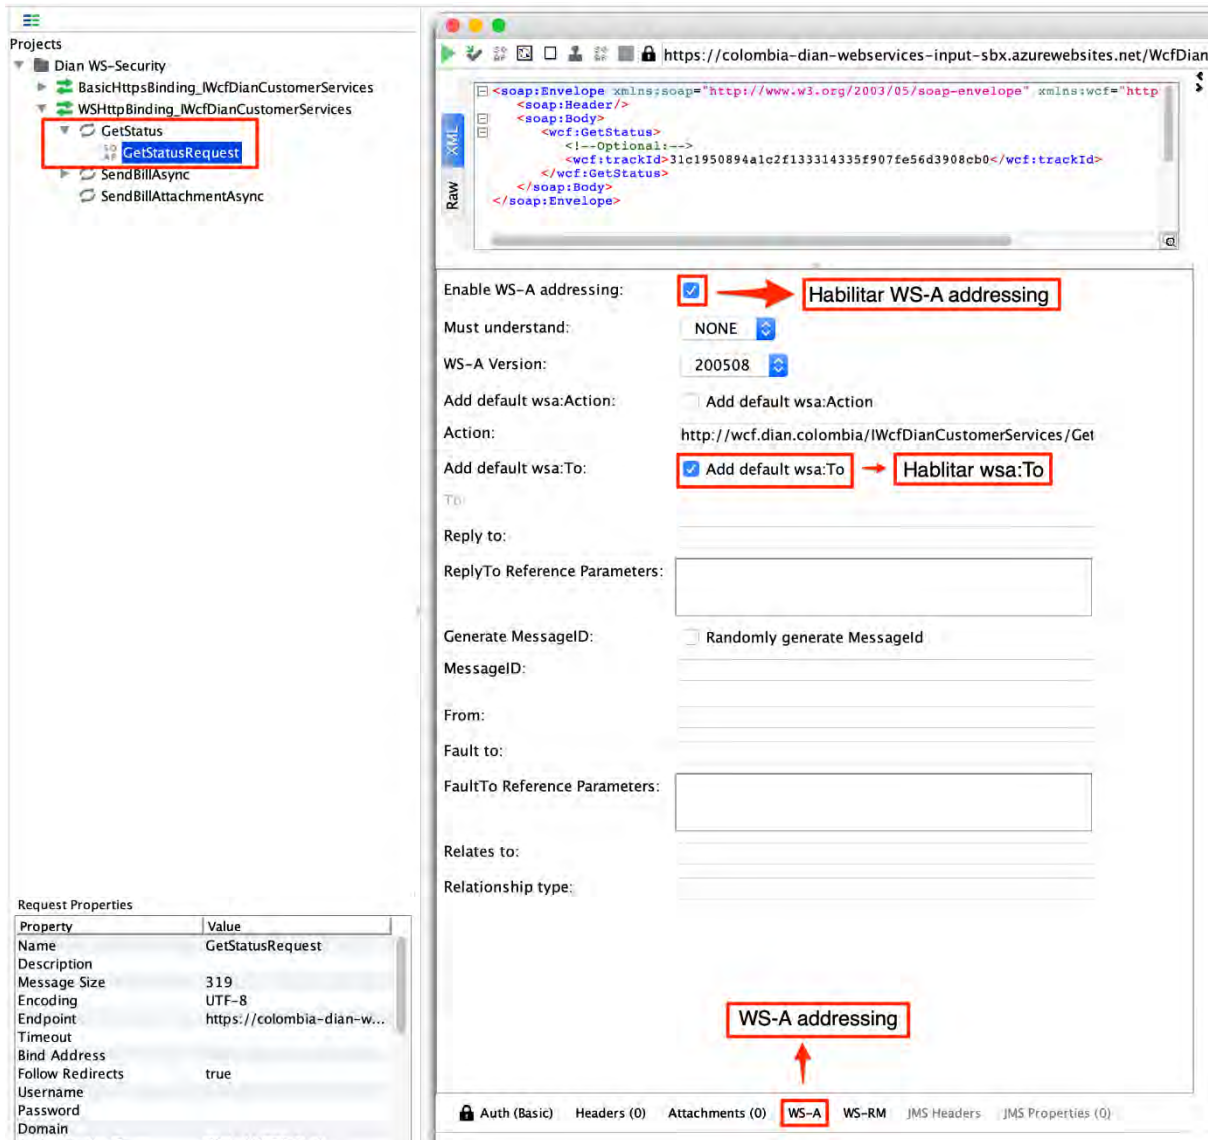 Projects
Dian WS-Security
BasicHttpsBinding_IWcfDianCustomerServices
WSHttpBinding_IWcfDianCustomerServices
GetStatus
GetStatusRequest
SendBillAsync
SendBillAttachmentAsync
https://colombia-dian-webservices-input-sbx.azurewebsites.net/WcfDian
XML
Raw
<soap:Envelope xmlns:soap="http://www.w3.org/2003/05/soap-envelope" xmlns:wcf="http
<soap:Header/>
<soap:Body>
<wcf:GetStatus>
<!--Optional:-->
<wcf:trackId>31c1950894a1c2f133314335f907fe56d3908cb0</wcf:trackId>
</wcf:GetStatus>
</soap:Body>
</soap:Envelope>
Enable WS-A addressing: Habilitar WS-A addressing
Must understand: NONE
WS-A Version: 200508
Add default wsa:Action: Add default wsa:Action
Action: http://wcf.dian.colombia/IWcfDianCustomerServices/Get
Add default wsa:To: Add default wsa:To Hablitar wsa:To
To:
Reply to:
ReplyTo Reference Parameters:
Generate MessageID: Randomly generate MessageId
MessageID:
From:
Fault to:
FaultTo Reference Parameters:
Relates to:
Relationship type:
Request Properties
Property Value
Name GetStatusRequest
Description
Message Size 319
Encoding UTF-8
Endpoint https://colombia-dian-w...
Timeout
Bind Address
Follow Redirects true
Username
Password
Domain
WS-A addressing
Auth (Basic) Headers (0) Attachments (0) WS-A WS-RM JMS Headers JMS Properties (0)